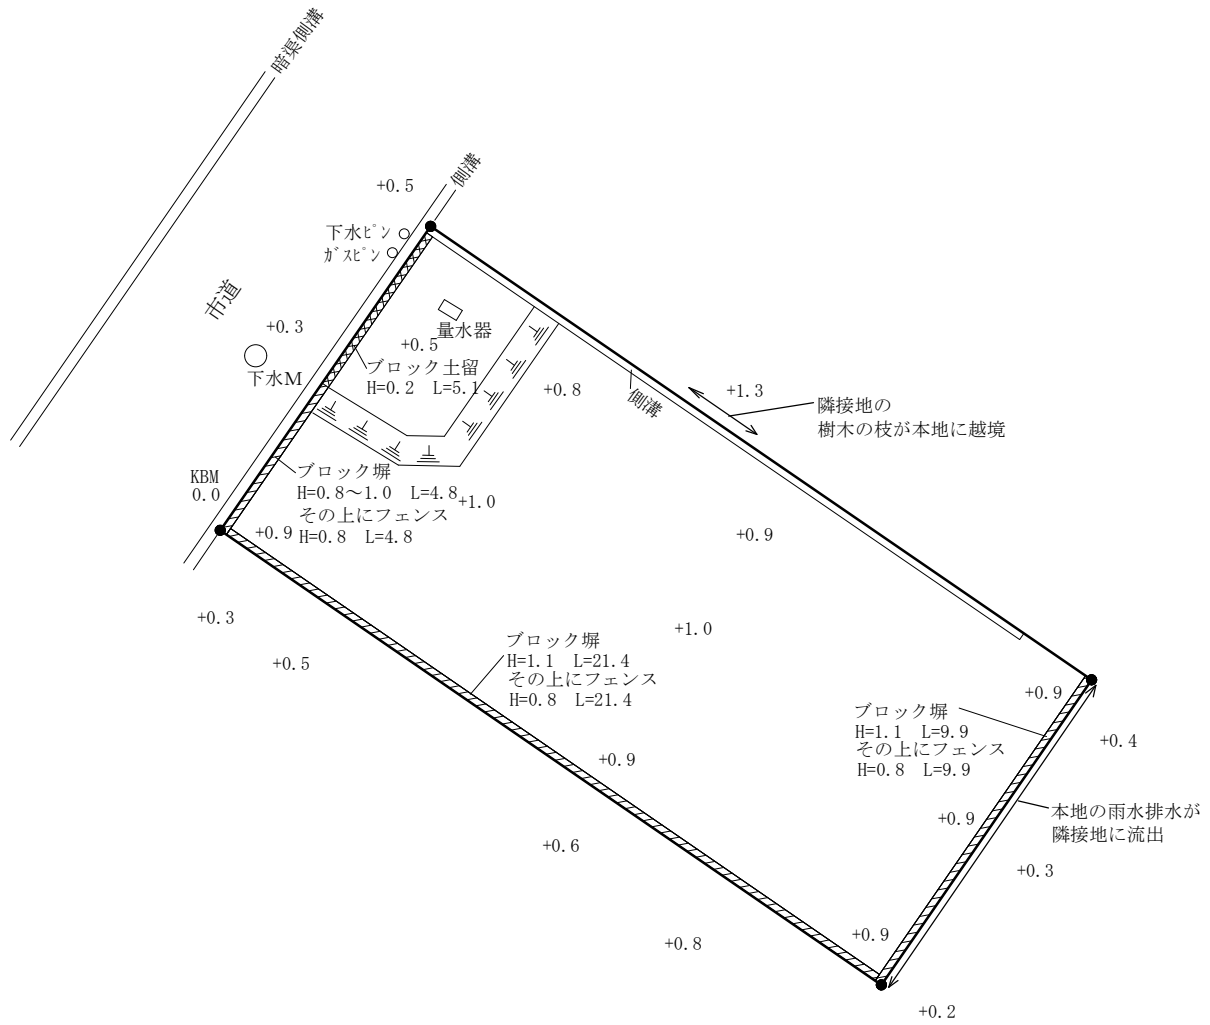 暗渠側溝
側溝
+0.5
下水ﾋﾟﾝ
ｶﾞｽﾋﾟﾝ
市道
+0.3
下水M
量水器
+0.5
ブロック土留
H=0.2 L=5.1
+0.8
側溝
+1.3
隣接地の
樹木の枝が本地に越境
KBM
0.0
ブロック塀
H=0.8～1.0 L=4.8
その上にフェンス
H=0.8 L=4.8
+1.0
+0.9
+0.9
+0.3
+0.5
+1.0
ブロック塀
H=1.1 L=21.4
その上にフェンス
H=0.8 L=21.4
+0.9
ブロック塀
H=1.1 L=9.9
その上にフェンス
H=0.8 L=9.9
+0.4
+0.9
+0.9
本地の雨水排水が
隣接地に流出
+0.6
+0.3
+0.9
+0.8
+0.2